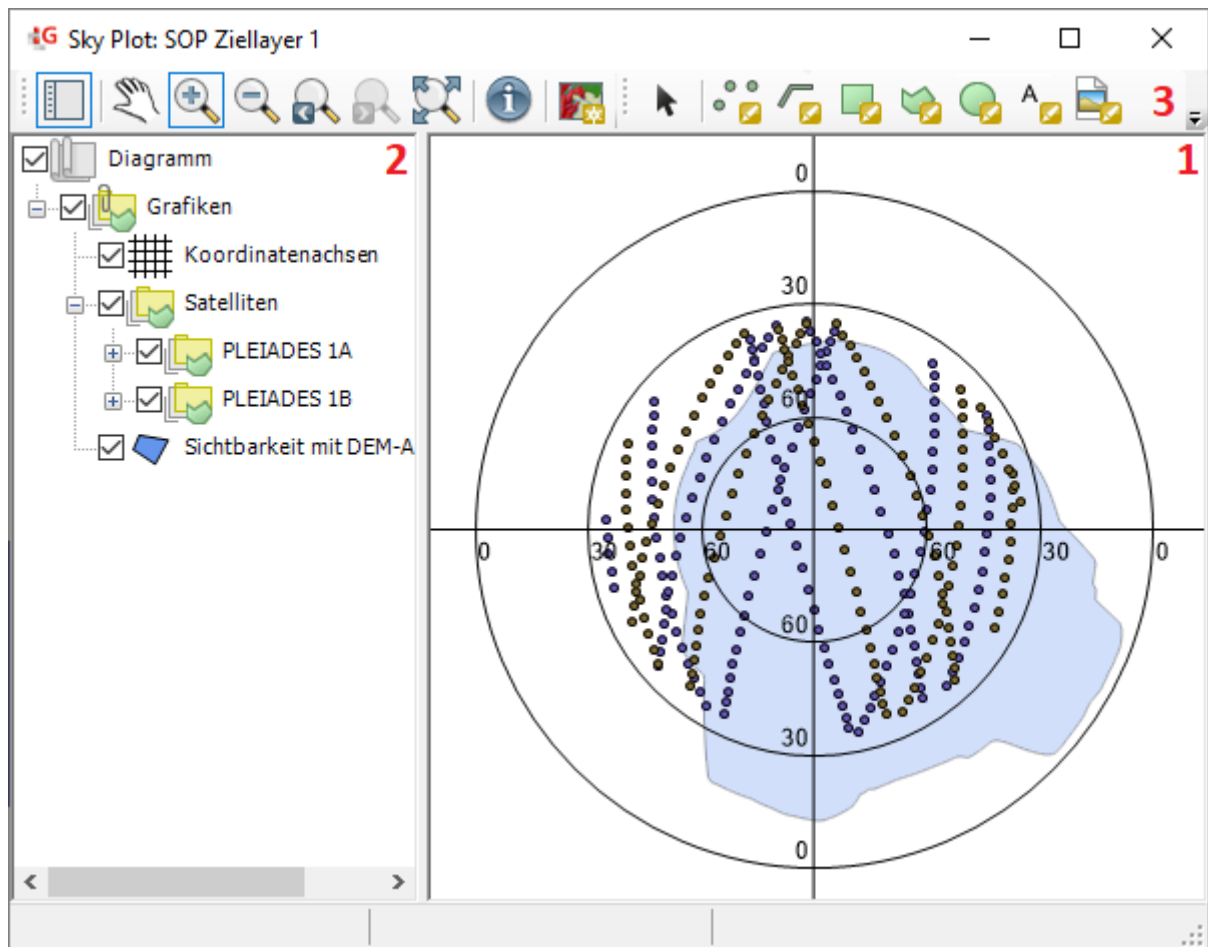 Sky Plot: SOP Ziellayer 1
3
Diagramm
2
Grafiken
Koordinatenachsen
Satelliten
PLEIADES 1A
PLEIADES 1B
Sichtbarkeit mit DEM-A
1
0
30
60
0 30 60 60 30 0
60
30
0